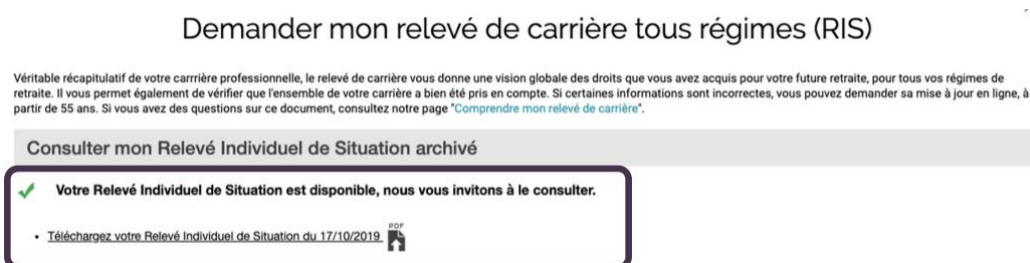 Demander mon relevé de carrière tous régimes (RIS)
Véritable récapitulatif de votre carrrière professionnelle, le relevé de carrière vous donne une vision globale des droits que vous avez acquis pour votre future retraite, pour tous vos régimes de
retraite. Il vous permet également de vérifier que l'ensemble de votre carrière a bien été pris en compte. Si certaines informations sont incorrectes, vous pouvez demander sa mise à jour en ligne, à
partir de 55 ans. Si vous avez des questions sur ce document, consultez notre page "Comprendre mon relevé de carrière".
Consulter mon Relevé Individuel de Situation archivé
Votre Relevé Individuel de Situation est disponible, nous vous invitons à le consulter.
• Téléchargez votre Relevé Individuel de Situation du 17/10/2019 PDF